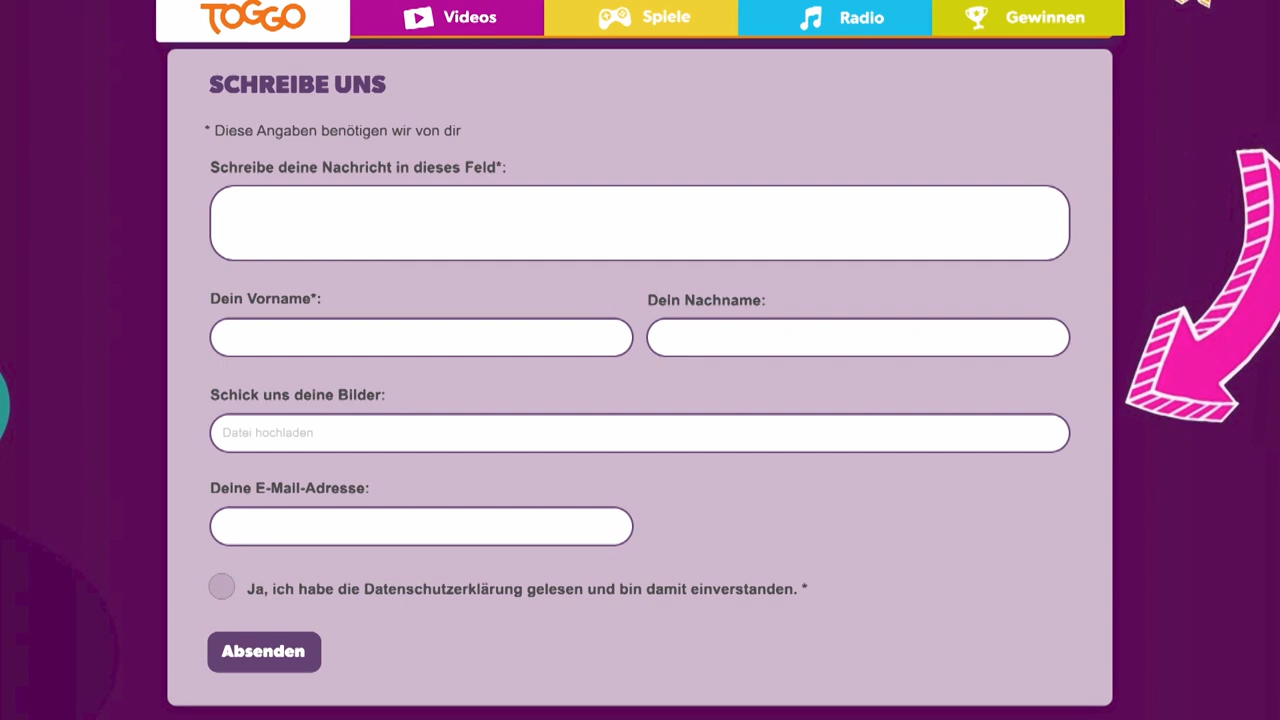 TOGGO
Videos
Spiele
Radio
Gewinnen
SCHREIBE UNS
* Diese Angaben benötigen wir von dir
Schreibe deine Nachricht in dieses Feld*:
Dein Vorname*:
Dein Nachname:
Schick uns deine Bilder:
Datei hochladen
Deine E-Mail-Adresse:
Ja, ich habe die Datenschutzerklärung gelesen und bin damit einverstanden. *
Absenden